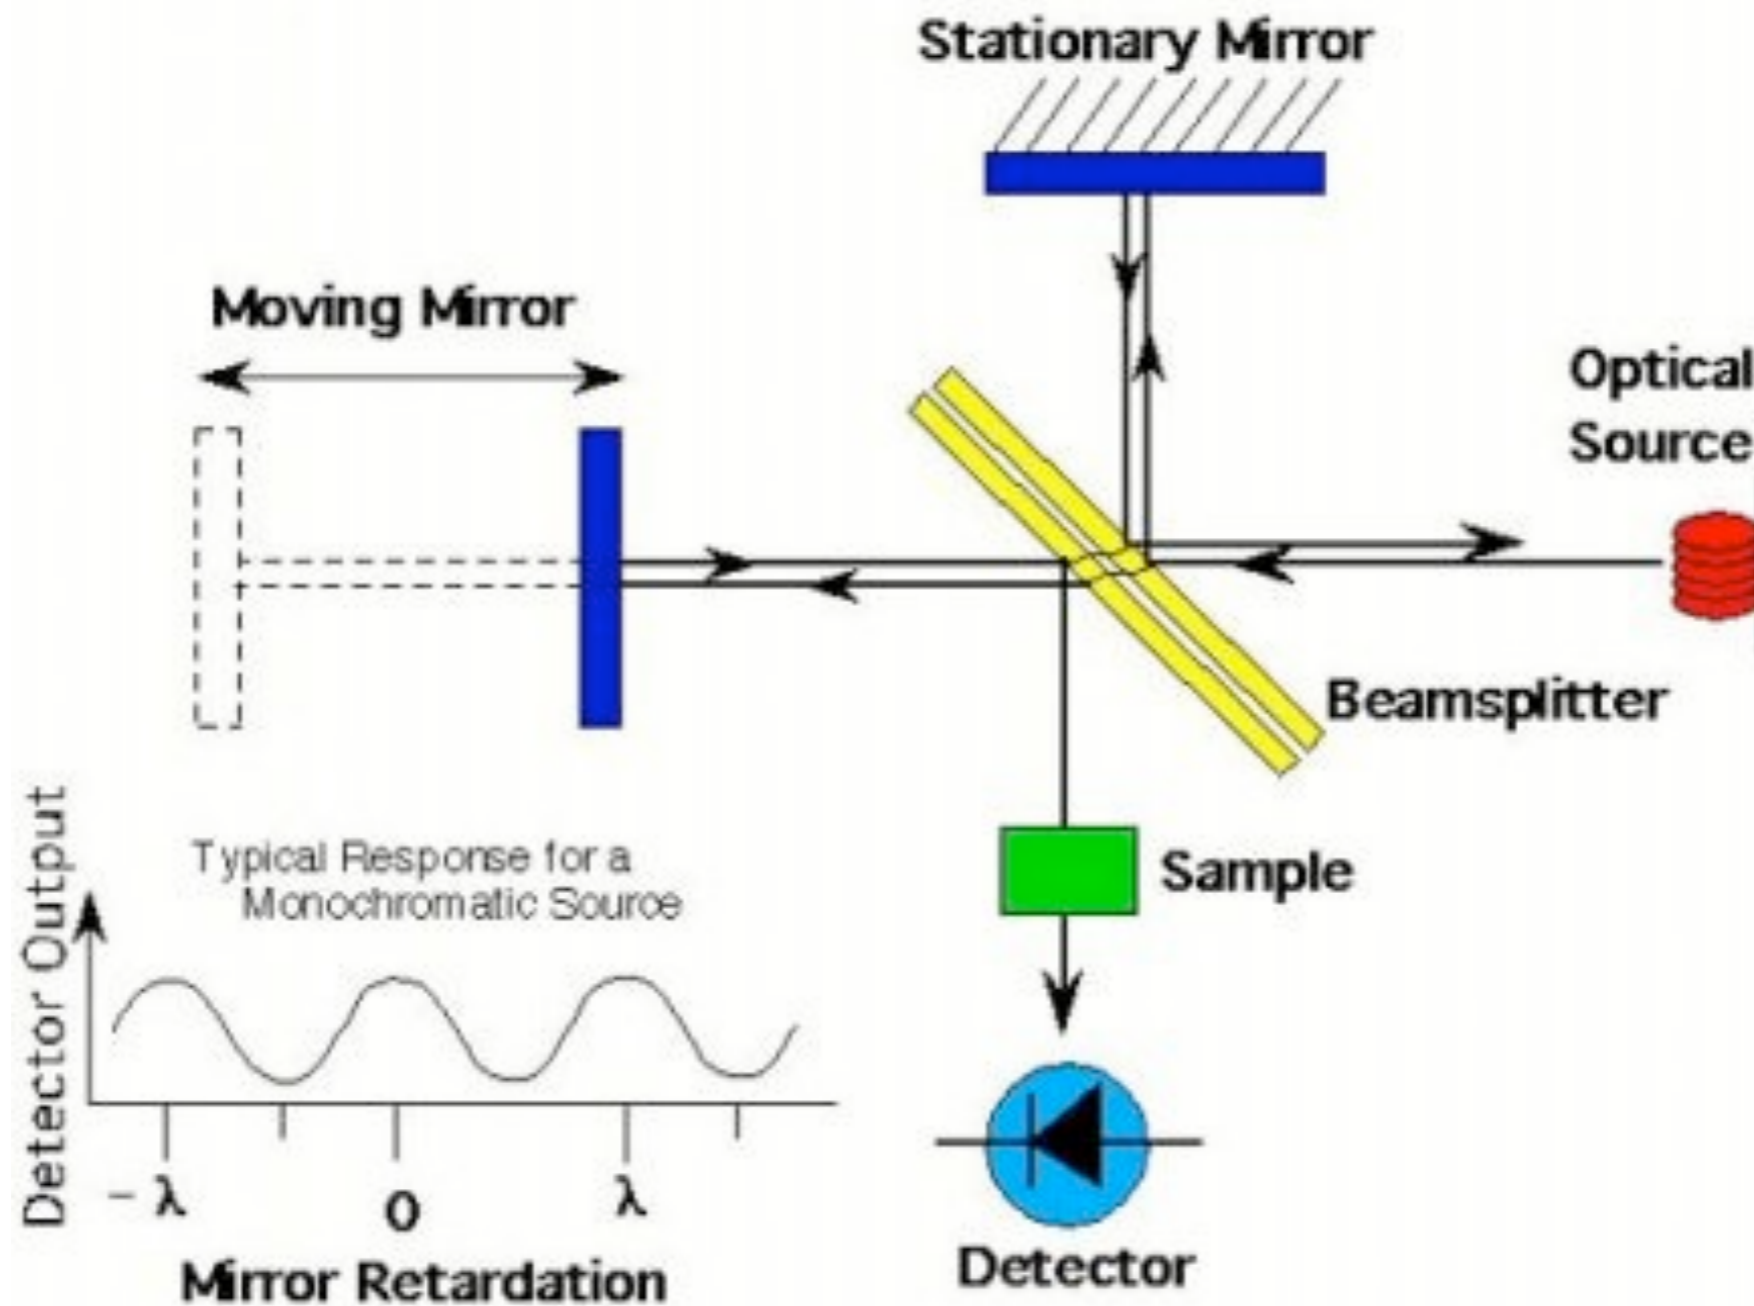 Stationary Mirror
Moving Mirror
Optical
Source
Beamsplitter
Typical Response for a
Monochromatic Source
Sample
Detector Output
- λ
0
λ
Mirror Retardation
Detector